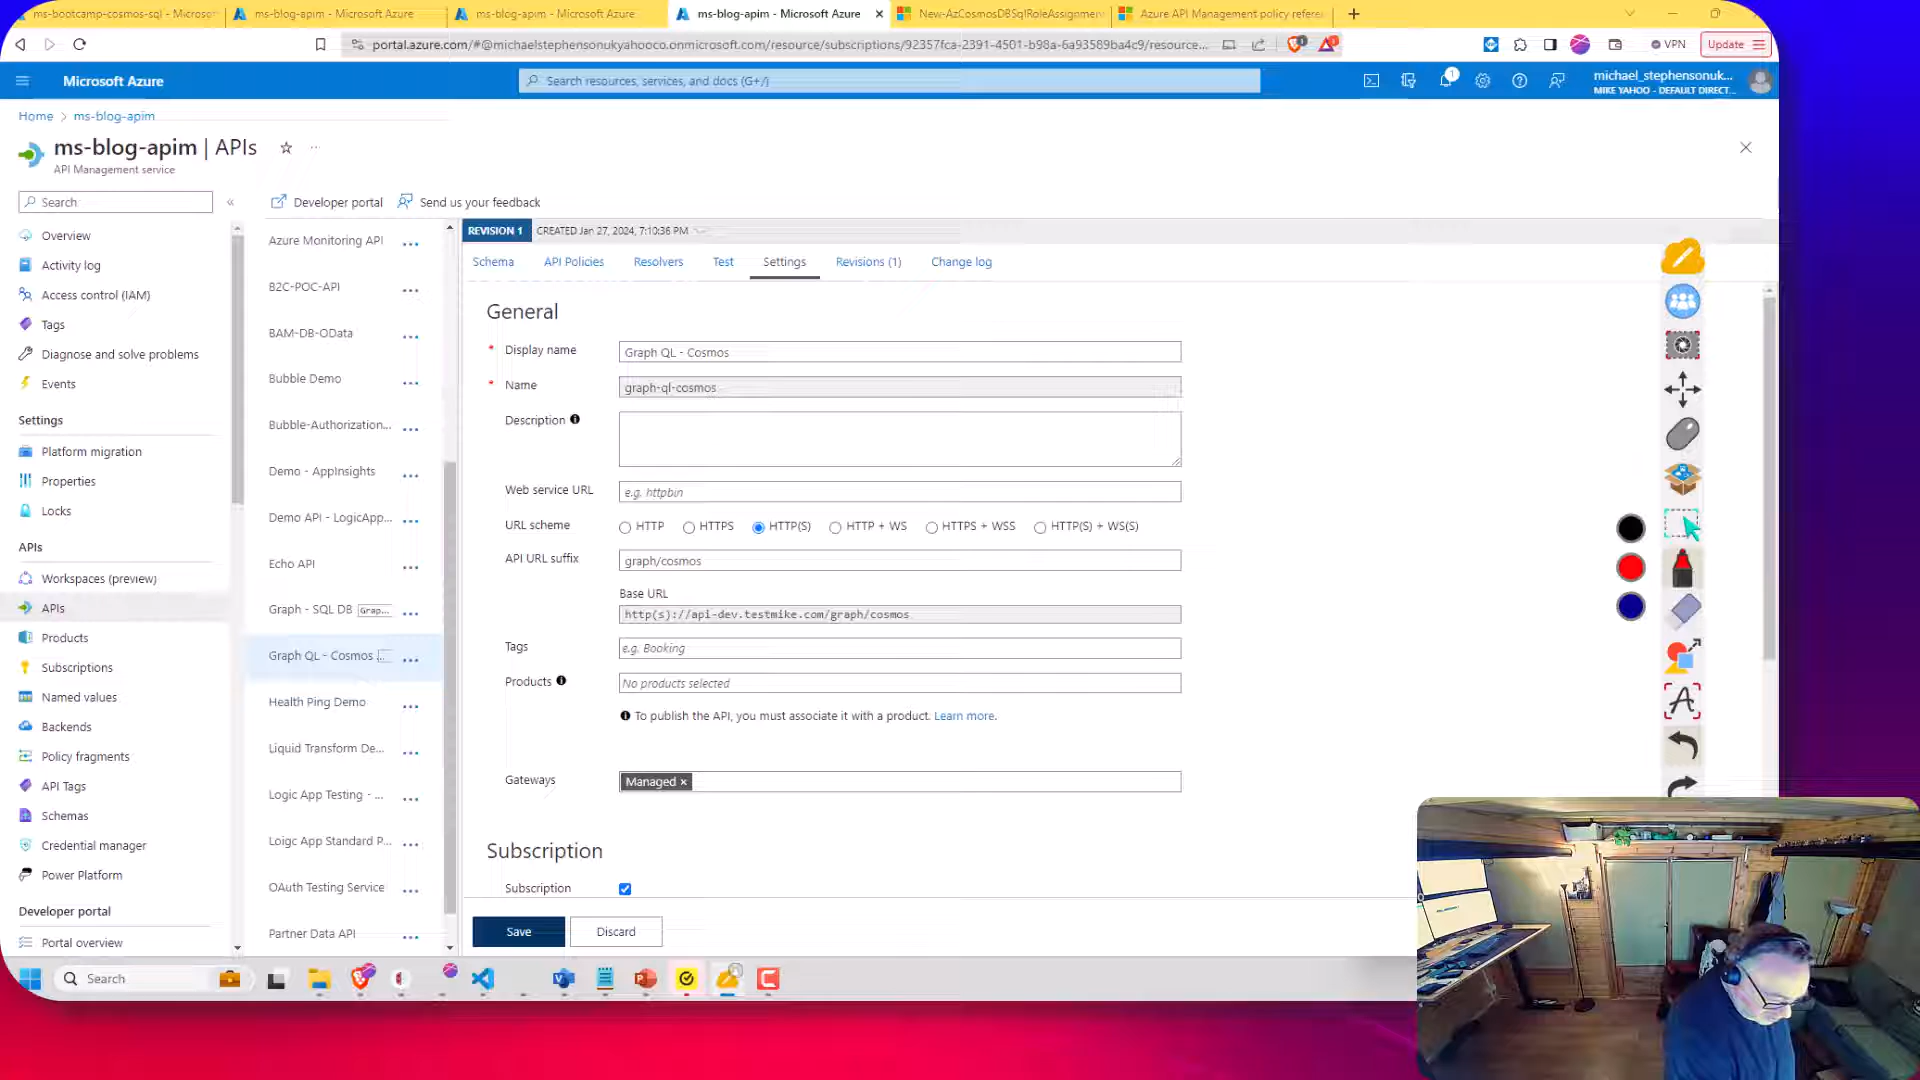 ms-bootcamp-cosmos-sql - Microsoft
ms-blog-apim - Microsoft Azure
ms-blog-apim - Microsoft Azure
ms-blog-apim - Microsoft Azure
New-AzCosmosDBSqlRoleAssignment
Azure API Management policy refere
portal.azure.com/#@michaelstephensonukyahooco.onmicrosoft.com/resource/subscriptions/92357fca-2391-4501-b98a-6a93589ba4c9/resource...
VPN
Update
Microsoft Azure
Search resources, services, and docs (G+/)
1
michael_stephensonuk...
MIKE YAHOO - DEFAULT DIRECT...
Home > ms-blog-apim
ms-blog-apim | APIs
API Management service
Search
Developer portal
Send us your feedback
Overview
Activity log
Access control (IAM)
Tags
Diagnose and solve problems
Events
Settings
Platform migration
Properties
Locks
APIs
Workspaces (preview)
APIs
Products
Subscriptions
Named values
Backends
Policy fragments
API Tags
Schemas
Credential manager
Power Platform
Developer portal
Portal overview
Azure Monitoring API
B2C-POC-API
BAM-DB-OData
Bubble Demo
Bubble-Authorization...
Demo - AppInsights
Demo API - LogicApp...
Echo API
Graph - SQL DB Grap...
Graph QL - Cosmos ...
Health Ping Demo
Liquid Transform De...
Logic App Testing - ...
Loigc App Standard P...
OAuth Testing Service
Partner Data API
REVISION 1
CREATED Jan 27, 2024, 7:10:36 PM
Schema
API Policies
Resolvers
Test
Settings
Revisions (1)
Change log
General
* Display name
Graph QL - Cosmos
* Name
graph-ql-cosmos
Description
Web service URL
e.g. httpbin
URL scheme
HTTP
HTTPS
HTTP(S)
HTTP + WS
HTTPS + WSS
HTTP(S) + WS(S)
API URL suffix
graph/cosmos
Base URL
http(s)://api-dev.testmike.com/graph/cosmos
Tags
e.g. Booking
Products
No products selected
To publish the API, you must associate it with a product. Learn more.
Gateways
Managed ×
Subscription
Subscription
Save
Discard
Search